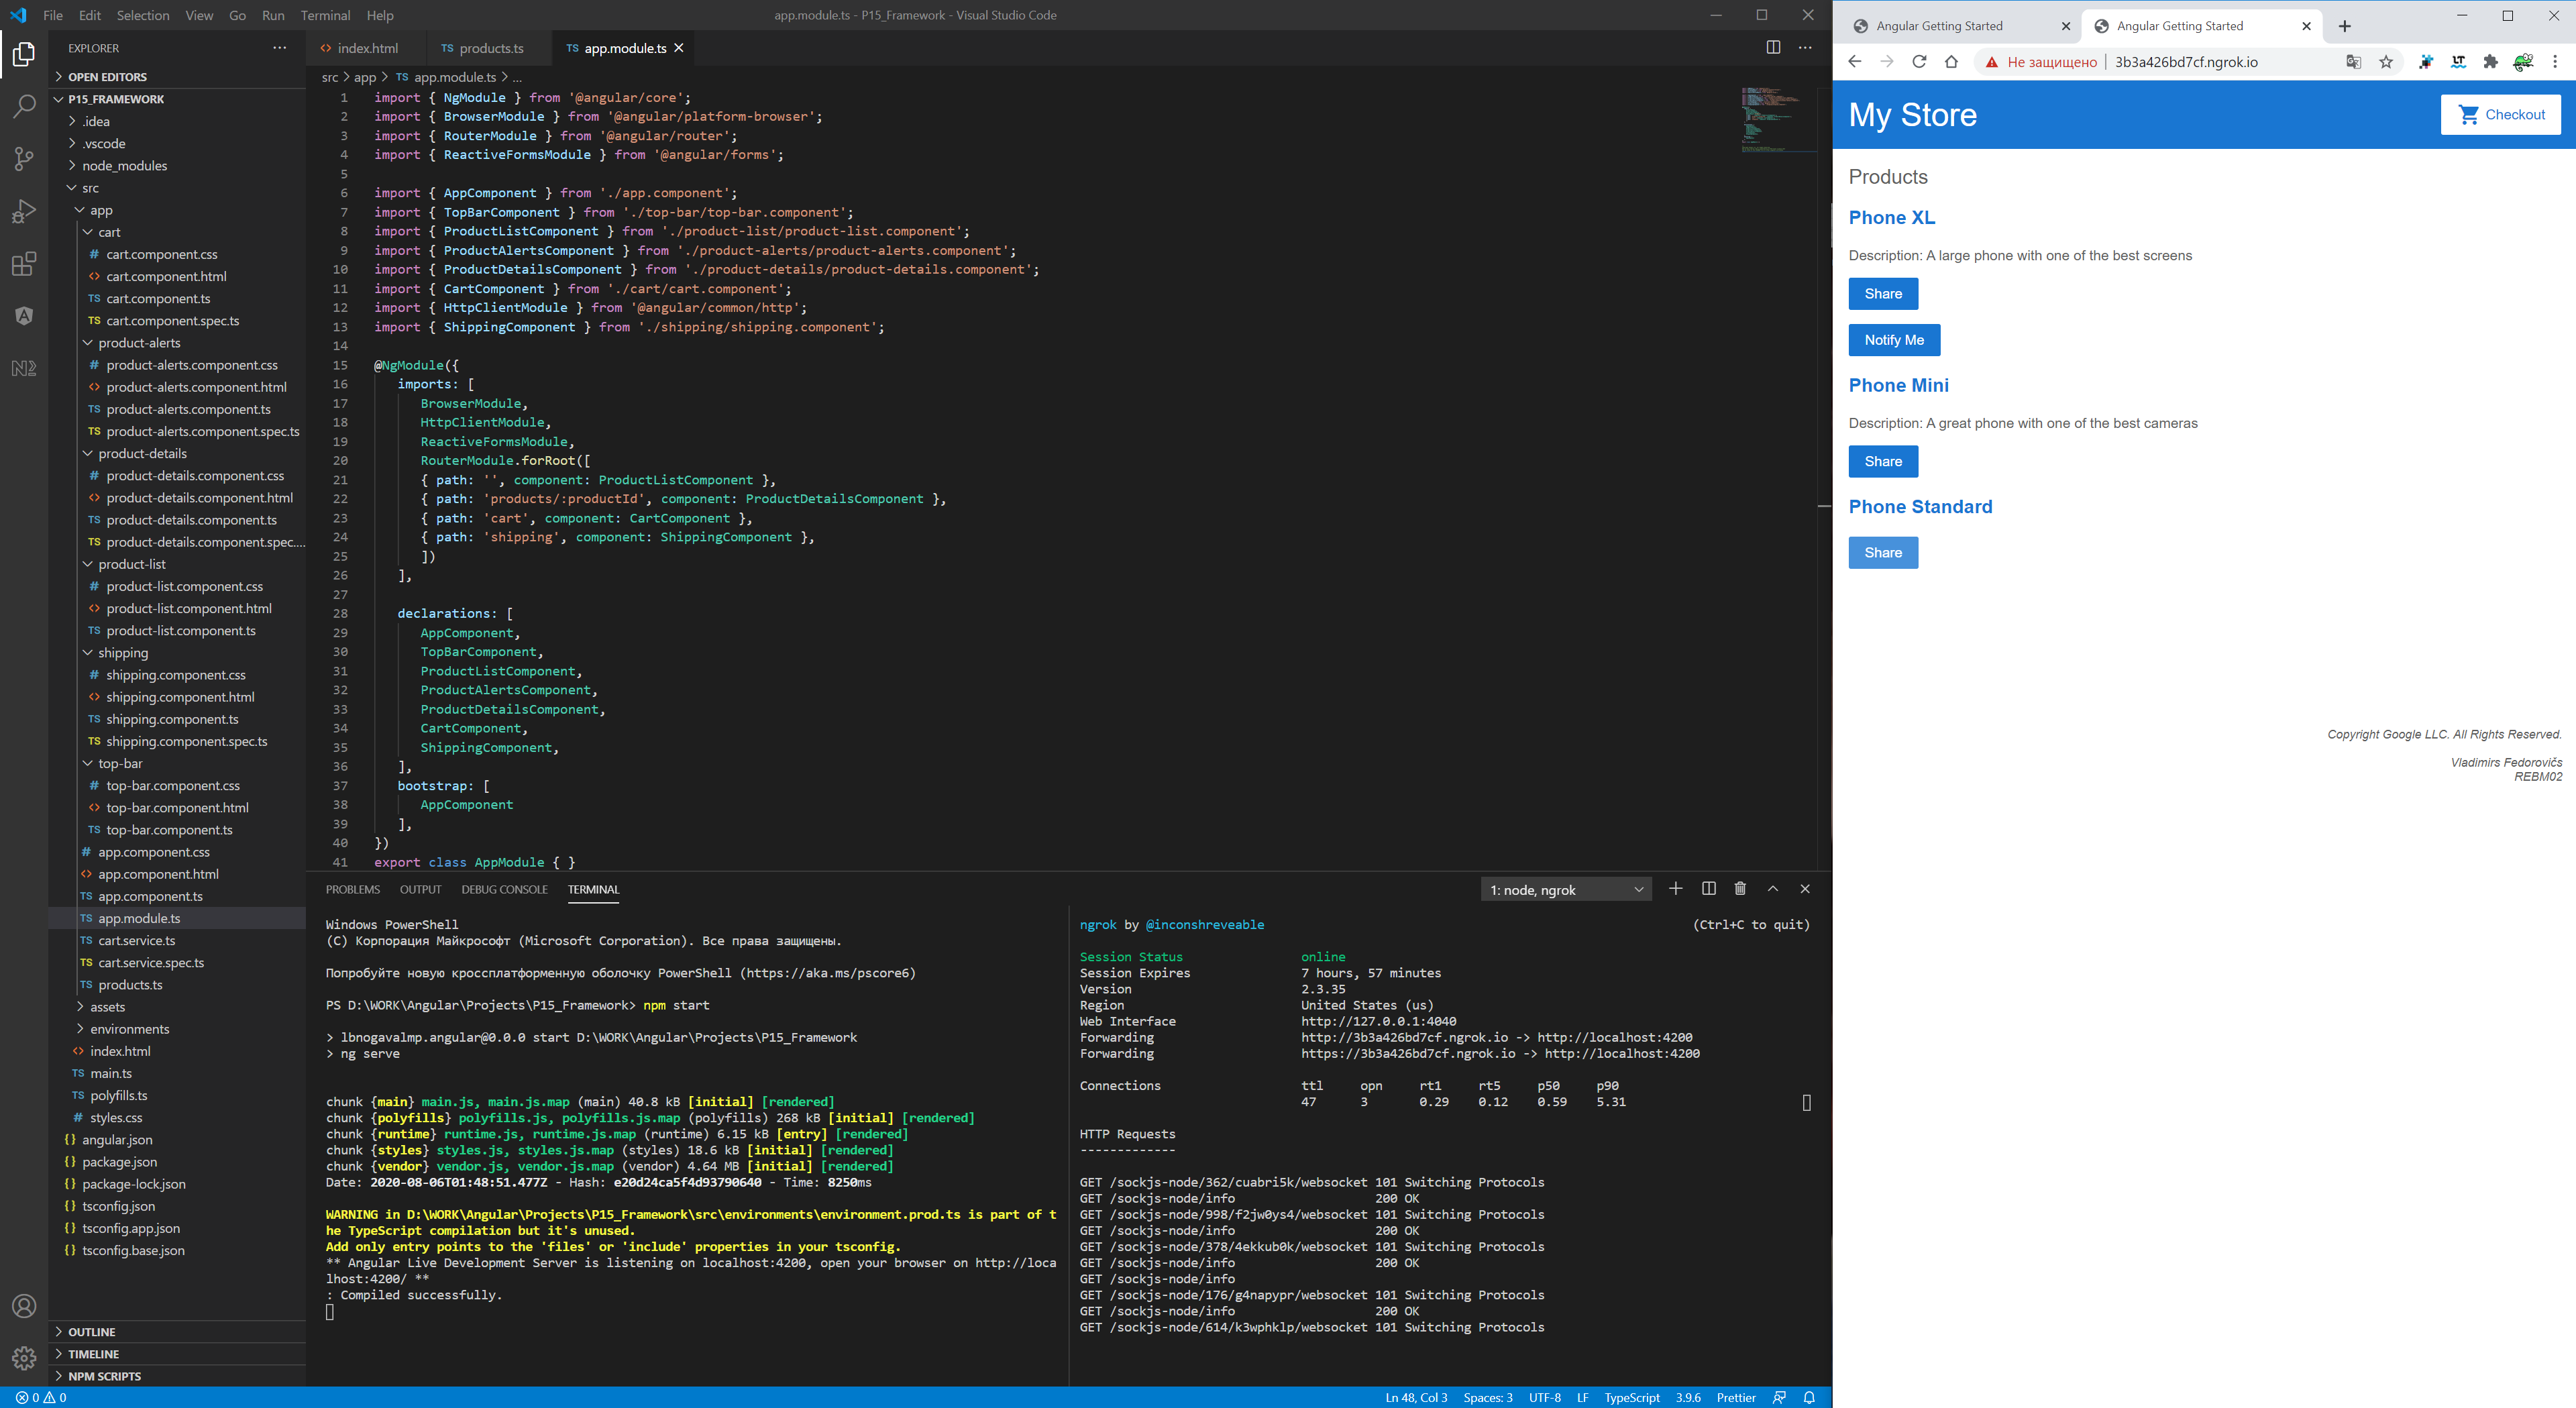 File Edit Selection View Go Run Terminal Help
app.module.ts - P15_Framework - Visual Studio Code
EXPLORER
OPEN EDITORS
P15_FRAMEWORK
.idea
.vscode
node_modules
src
app
cart
# cart.component.css
<> cart.component.html
TS cart.component.ts
TS cart.component.spec.ts
product-alerts
# product-alerts.component.css
<> product-alerts.component.html
TS product-alerts.component.ts
TS product-alerts.component.spec.ts
product-details
# product-details.component.css
<> product-details.component.html
TS product-details.component.ts
TS product-details.component.spec....
product-list
# product-list.component.css
<> product-list.component.html
TS product-list.component.ts
shipping
# shipping.component.css
<> shipping.component.html
TS shipping.component.ts
TS shipping.component.spec.ts
top-bar
# top-bar.component.css
<> top-bar.component.html
TS top-bar.component.ts
# app.component.css
<> app.component.html
TS app.component.ts
TS app.module.ts
TS cart.service.ts
TS cart.service.spec.ts
TS products.ts
assets
environments
<> index.html
TS main.ts
TS polyfills.ts
# styles.css
{} angular.json
{} package.json
{} package-lock.json
{} tsconfig.json
{} tsconfig.app.json
{} tsconfig.base.json
OUTLINE
TIMELINE
NPM SCRIPTS
<> index.html TS products.ts TS app.module.ts
src > app > TS app.module.ts > ...
1 import { NgModule } from '@angular/core';
2 import { BrowserModule } from '@angular/platform-browser';
3 import { RouterModule } from '@angular/router';
4 import { ReactiveFormsModule } from '@angular/forms';
5
6 import { AppComponent } from './app.component';
7 import { TopBarComponent } from './top-bar/top-bar.component';
8 import { ProductListComponent } from './product-list/product-list.component';
9 import { ProductAlertsComponent } from './product-alerts/product-alerts.component';
10 import { ProductDetailsComponent } from './product-details/product-details.component';
11 import { CartComponent } from './cart/cart.component';
12 import { HttpClientModule } from '@angular/common/http';
13 import { ShippingComponent } from './shipping/shipping.component';
14
15 @NgModule({
16 imports: [
17 BrowserModule,
18 HttpClientModule,
19 ReactiveFormsModule,
20 RouterModule.forRoot([
21 { path: '', component: ProductListComponent },
22 { path: 'products/:productId', component: ProductDetailsComponent },
23 { path: 'cart', component: CartComponent },
24 { path: 'shipping', component: ShippingComponent },
25 ])
26 ],
27
28 declarations: [
29 AppComponent,
30 TopBarComponent,
31 ProductListComponent,
32 ProductAlertsComponent,
33 ProductDetailsComponent,
34 CartComponent,
35 ShippingComponent,
36 ],
37 bootstrap: [
38 AppComponent
39 ],
40 })
41 export class AppModule { }
PROBLEMS OUTPUT DEBUG CONSOLE TERMINAL
1: node, ngrok
Windows PowerShell
(C) Корпорация Майкрософт (Microsoft Corporation). Все права защищены.
Попробуйте новую кроссплатформенную оболочку PowerShell (https://aka.ms/pscore6)
PS D:\WORK\Angular\Projects\P15_Framework> npm start
> lbnogavalmp.angular@0.0.0 start D:\WORK\Angular\Projects\P15_Framework
> ng serve
chunk {main} main.js, main.js.map (main) 40.8 kB [initial] [rendered]
chunk {polyfills} polyfills.js, polyfills.js.map (polyfills) 268 kB [initial] [rendered]
chunk {runtime} runtime.js, runtime.js.map (runtime) 6.15 kB [entry] [rendered]
chunk {styles} styles.js, styles.js.map (styles) 18.6 kB [initial] [rendered]
chunk {vendor} vendor.js, vendor.js.map (vendor) 4.64 MB [initial] [rendered]
Date: 2020-08-06T01:48:51.477Z - Hash: e20d24ca5f4d93790640 - Time: 8250ms
WARNING in D:\WORK\Angular\Projects\P15_Framework\src\environments\environment.prod.ts is part of t
he TypeScript compilation but it's unused.
Add only entry points to the 'files' or 'include' properties in your tsconfig.
** Angular Live Development Server is listening on localhost:4200, open your browser on http://loca
lhost:4200/ **
: Compiled successfully.
ngrok by @inconshreveable (Ctrl+C to quit)
Session Status online
Session Expires 7 hours, 57 minutes
Version 2.3.35
Region United States (us)
Web Interface http://127.0.0.1:4040
Forwarding http://3b3a426bd7cf.ngrok.io -> http://localhost:4200
Forwarding https://3b3a426bd7cf.ngrok.io -> http://localhost:4200
Connections ttl opn rt1 rt5 p50 p90
47 3 0.29 0.12 0.59 5.31
HTTP Requests
-------------
GET /sockjs-node/362/cuabri5k/websocket 101 Switching Protocols
GET /sockjs-node/info 200 OK
GET /sockjs-node/998/f2jw0ys4/websocket 101 Switching Protocols
GET /sockjs-node/info 200 OK
GET /sockjs-node/378/4ekkub0k/websocket 101 Switching Protocols
GET /sockjs-node/info 200 OK
GET /sockjs-node/info
GET /sockjs-node/176/g4napypr/websocket 101 Switching Protocols
GET /sockjs-node/info 200 OK
GET /sockjs-node/614/k3wphklp/websocket 101 Switching Protocols
0 0
Ln 48, Col 3 Spaces: 3 UTF-8 LF TypeScript 3.9.6 Prettier
Angular Getting Started Angular Getting Started
Не защищено 3b3a426bd7cf.ngrok.io
LT
My Store
Checkout
Products
Phone XL
Description: A large phone with one of the best screens
Share
Notify Me
Phone Mini
Description: A great phone with one of the best cameras
Share
Phone Standard
Share
Copyright Google LLC. All Rights Reserved.
Vladimirs Fedorovičs
REBM02